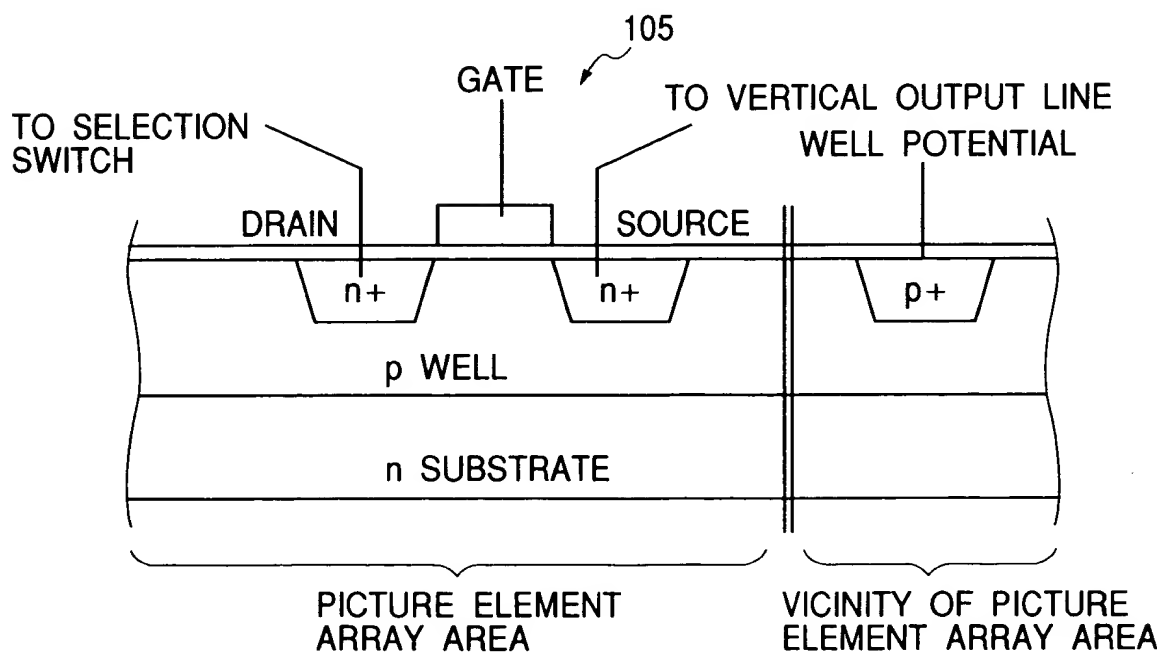 105
GATE
TO VERTICAL OUTPUT LINE
TO SELECTION
SWITCH
WELL POTENTIAL
DRAIN
SOURCE
n+
n+
p+
p WELL
n SUBSTRATE
PICTURE ELEMENT
ARRAY AREA
VICINITY OF PICTURE
ELEMENT ARRAY AREA